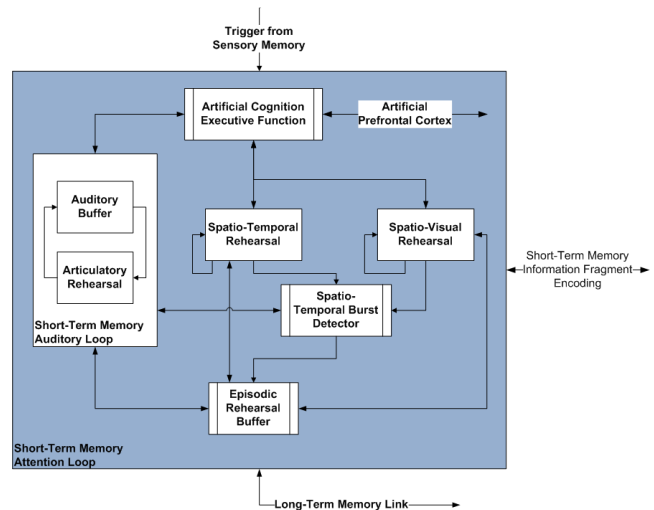 Trigger from
Sensory Memory
Artificial Cognition
Executive Function
Artificial
Prefrontal Cortex
Auditory
Buffer
Articulatory
Rehearsal
Short-Term Memory
Auditory Loop
Spatio-Temporal
Rehearsal
Spatio-Visual
Rehearsal
Short-Term Memory
Information Fragment
Encoding
Spatio-
Temporal Burst
Detector
Episodic
Rehearsal
Buffer
Short-Term Memory
Attention Loop
Long-Term Memory Link